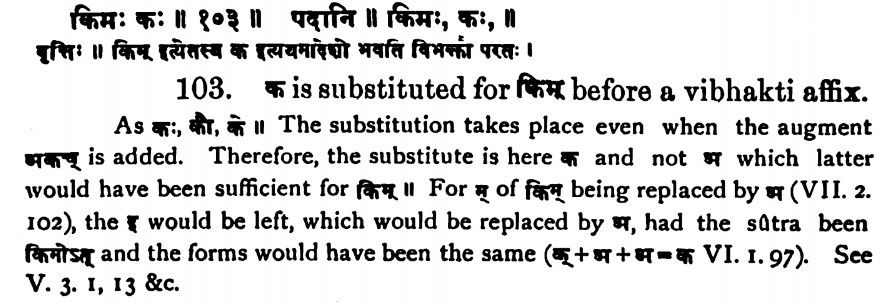 किमः कः ॥ १०३ ॥ पदानि ॥ किमः, कः, ॥
वृत्तिः ॥ किम् इत्येतस्य क इत्ययमादेशो भवति विभक्तौ परतः ।
103. क is substituted for किम् before a vibhakti affix.
As कः, कौ, के ॥ The substitution takes place even when the augment
अकच् is added. Therefore, the substitute is here क and not अ which latter
would have been sufficient for किम् ॥ For म् of किम् being replaced by अ (VII. 2.
102), the इ would be left, which would be replaced by अ, had the sûtra been
किमोऽत् and the forms would have been the same (क्+अ+अ=क VI. 1. 97). See
V. 3. 1, 13 &c.